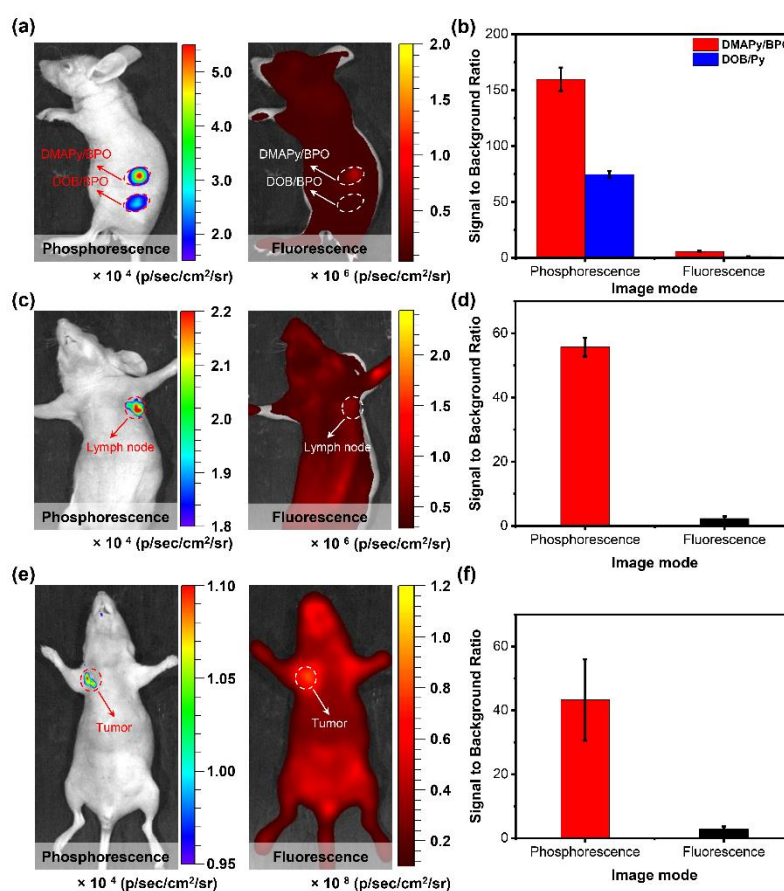 (a)
DMAPy/BPO
DOB/BPO
Phosphorescence
5.0
4.0
3.0
2.0
× 10 4 (p/sec/cm2/sr)
DMAPy/BPO
DOB/BPO
Fluorescence
2.0
1.5
1.0
0.5
× 10 6 (p/sec/cm2/sr)
(b)
Signal to Background Ratio
200
150
100
50
0
DMAPy/BPO
DOB/Py
Phosphorescence
Fluorescence
Image mode
(c)
Lymph node
Phosphorescence
2.2
2.1
2.0
1.9
1.8
× 10 4 (p/sec/cm2/sr)
Lymph node
Fluorescence
2.0
1.5
1.0
0.5
× 10 6 (p/sec/cm2/sr)
(d)
Signal to Background Ratio
60
40
20
0
Phosphorescence
Fluorescence
Image mode
(e)
Tumor
Phosphorescence
1.10
1.05
1.00
0.95
× 10 4 (p/sec/cm2/sr)
Tumor
Fluorescence
1.2
1.0
0.8
0.6
0.4
0.2
× 10 8 (p/sec/cm2/sr)
(f)
Signal to Background Ratio
60
40
20
0
Phosphorescence
Fluorescence
Image mode